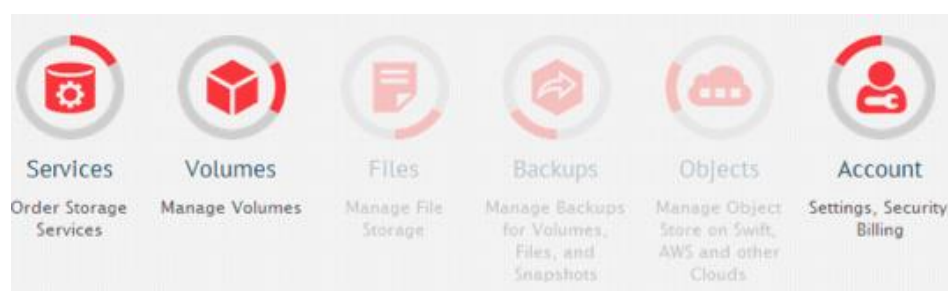 Services
Order Storage
Services
Volumes
Manage Volumes
Files
Manage File
Storage
Backups
Manage Backups
for Volumes,
Files, and
Snapshots
Objects
Manage Object
Store on Swift,
AWS and other
Clouds
Account
Settings, Security
Billing